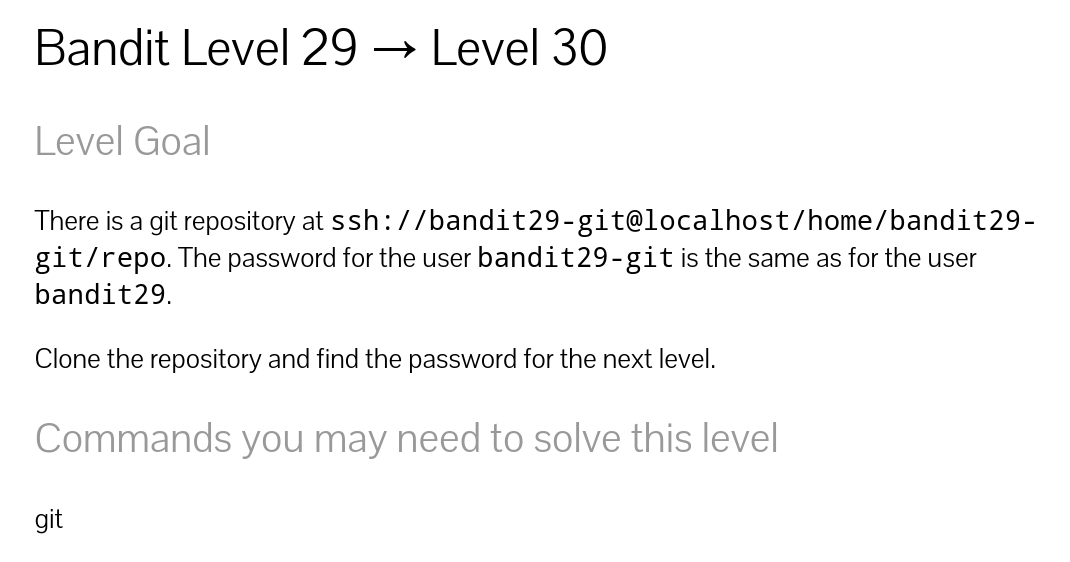 Bandit Level 29 → Level 30
Level Goal
There is a git repository at ssh://bandit29-git@localhost/home/bandit29-
git/repo. The password for the user bandit29-git is the same as for the user
bandit29.
Clone the repository and find the password for the next level.
Commands you may need to solve this level
git